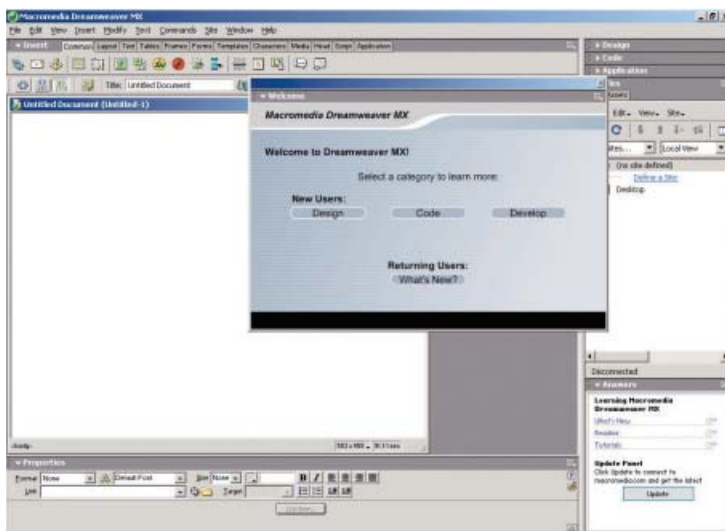 Macromedia Dreamweaver MX
File Edit View Insert Modify Text Commands Site Window Help
Insert Common Layout Text Tables Frames Forms Templates Characters Media Head Script Application
Design
Code
Application
Title: Untitled Document
Untitled Document (Untitled-1)
Welcome
Macromedia Dreamweaver MX
Edit View Site
Local View
Welcome to Dreamweaver MX!
(no site defined)
Define a Site
Desktop
Select a category to learn more:
New Users:
Design Code Develop
Returning Users:
What's New?
Disconnected
Answers
Learning Macromedia
Dreamweaver MX
What's New
Tutorials
Update Panel
Click Update to connect to
macromedia.com and get the latest
Update
<body>
Properties
Format None Default Font Size None B I
Link Target